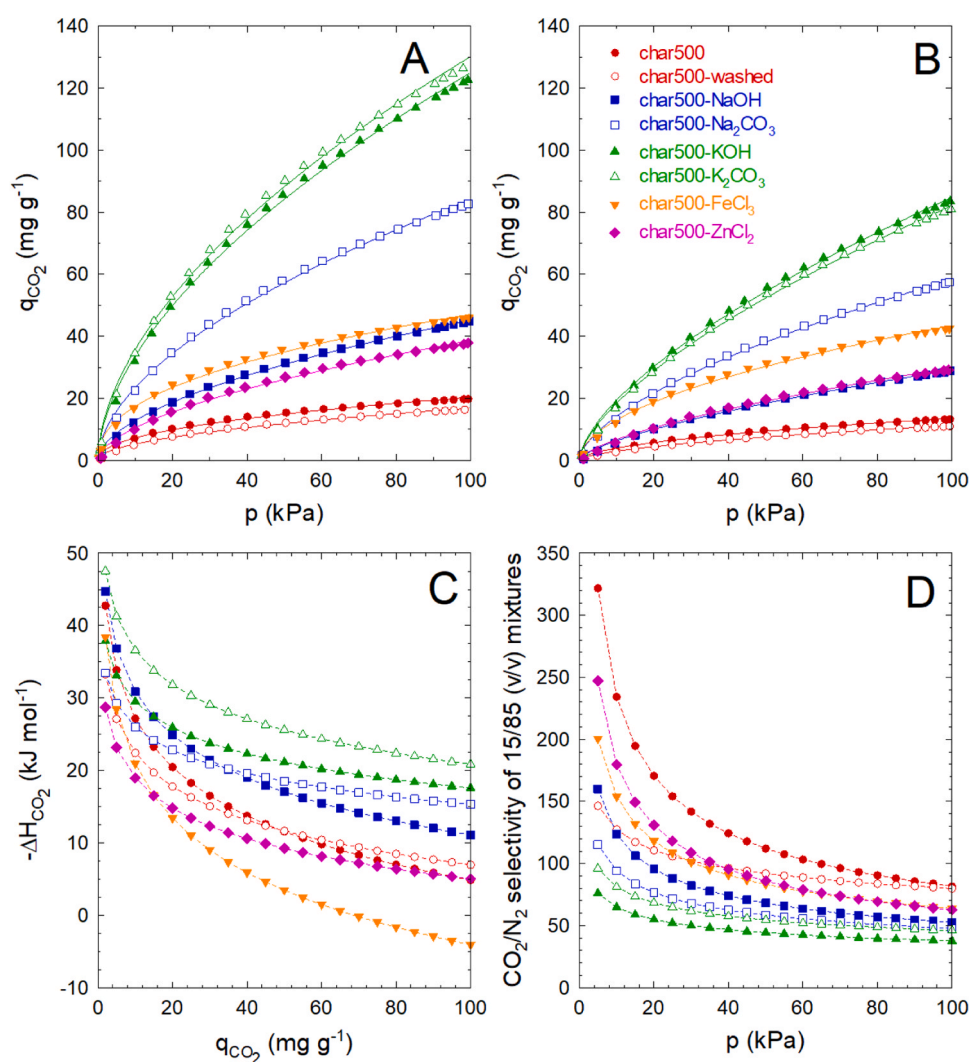 A
140
120
100
80
60
40
20
0
q_CO₂ (mg g⁻¹)
0 20 40 60 80 100
p (kPa)
B
140
120
100
80
60
40
20
0
q_CO₂ (mg g⁻¹)
char500
char500-washed
char500-NaOH
char500-Na₂CO₃
char500-KOH
char500-K₂CO₃
char500-FeCl₃
char500-ZnCl₂
0 20 40 60 80 100
p (kPa)
C
50
40
30
20
10
0
-10
-ΔH_CO₂ (kJ mol⁻¹)
0 20 40 60 80 100
q_CO₂ (mg g⁻¹)
D
350
300
250
200
150
100
50
0
CO₂/N₂ selectivity of 15/85 (v/v) mixtures
0 20 40 60 80 100
p (kPa)